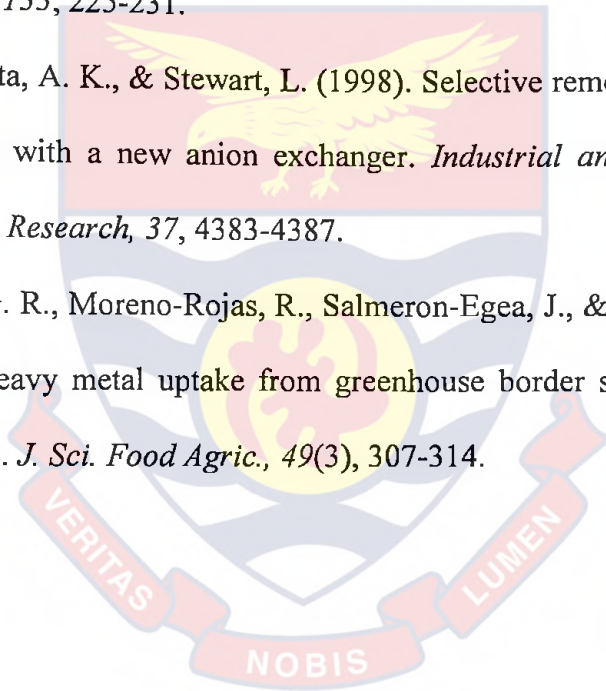 155, 225-231.
ta, A. K., & Stewart, L. (1998). Selective remo
with a new anion exchanger. Industrial an
Research, 37, 4383-4387.
. R., Moreno-Rojas, R., Salmeron-Egea, J., &
eavy metal uptake from greenhouse border s
. J. Sci. Food Agric., 49(3), 307-314.
VERITAS
NOBIS
LUMEN